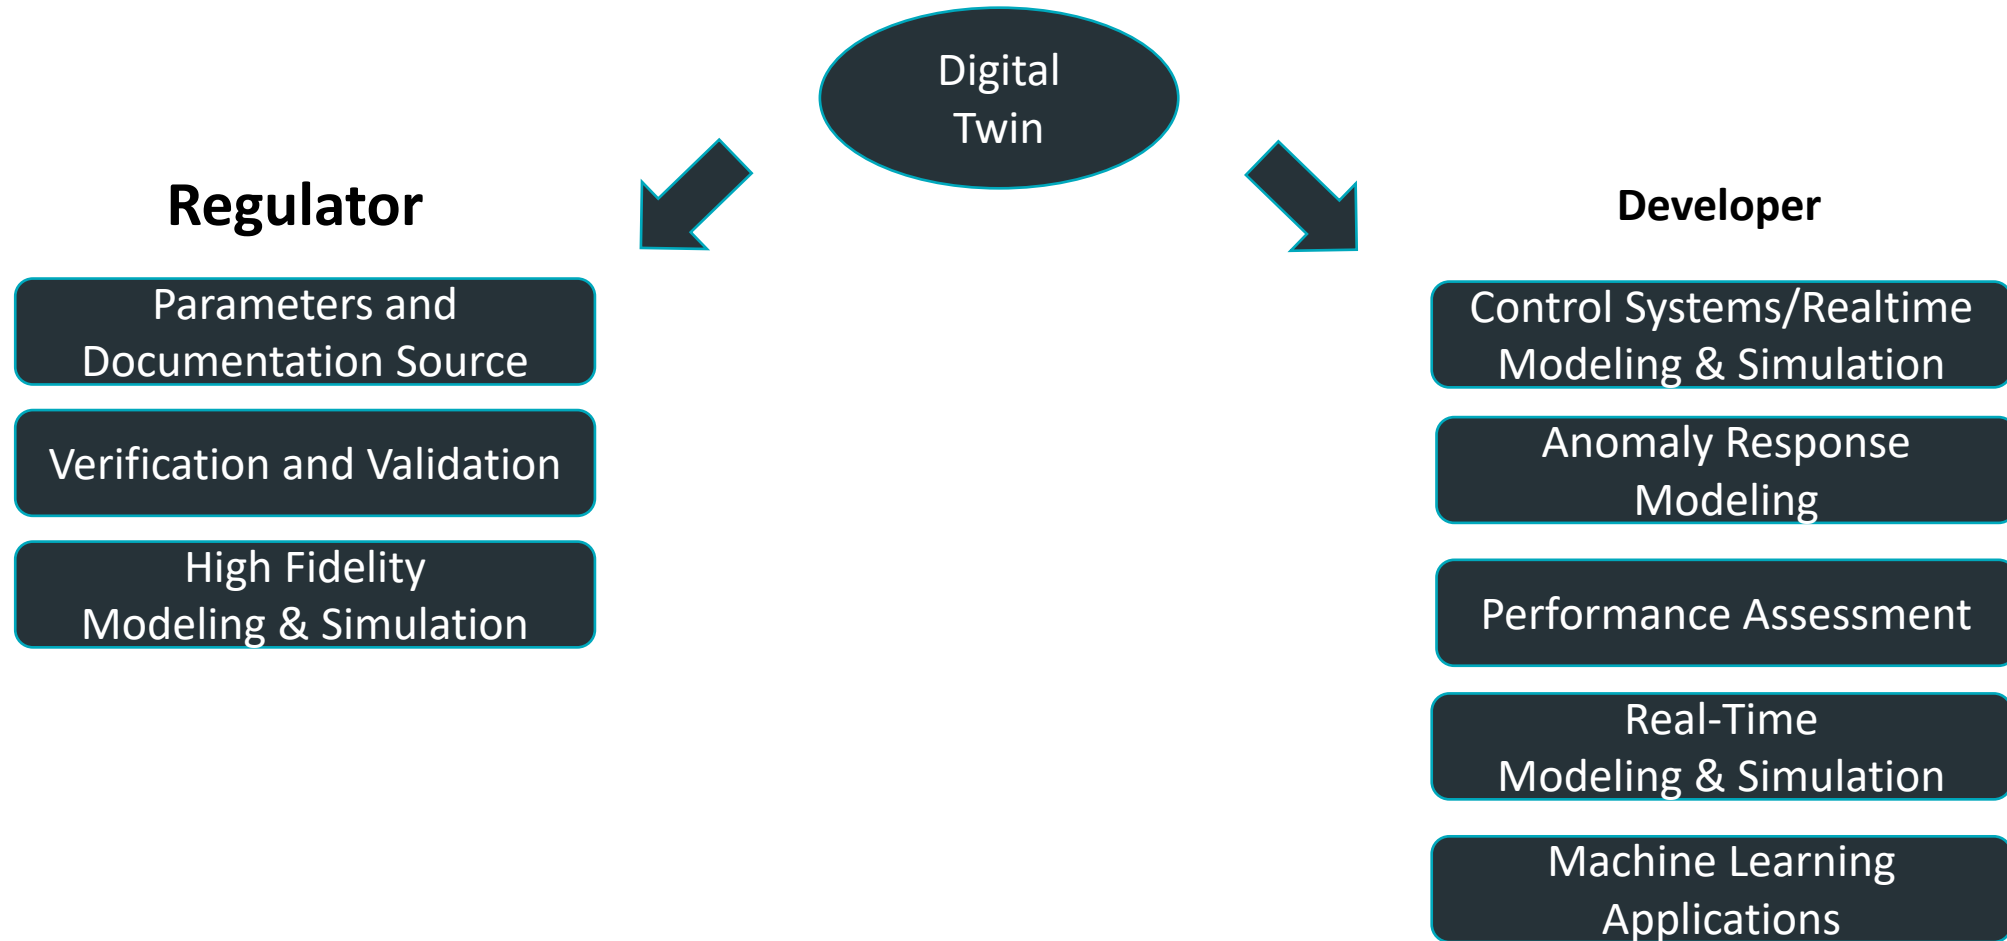 Digital
Twin
Regulator
Parameters and
Documentation Source
Verification and Validation
High Fidelity
Modeling & Simulation
Developer
Control Systems/Realtime
Modeling & Simulation
Anomaly Response
Modeling
Performance Assessment
Real-Time
Modeling & Simulation
Machine Learning
Applications